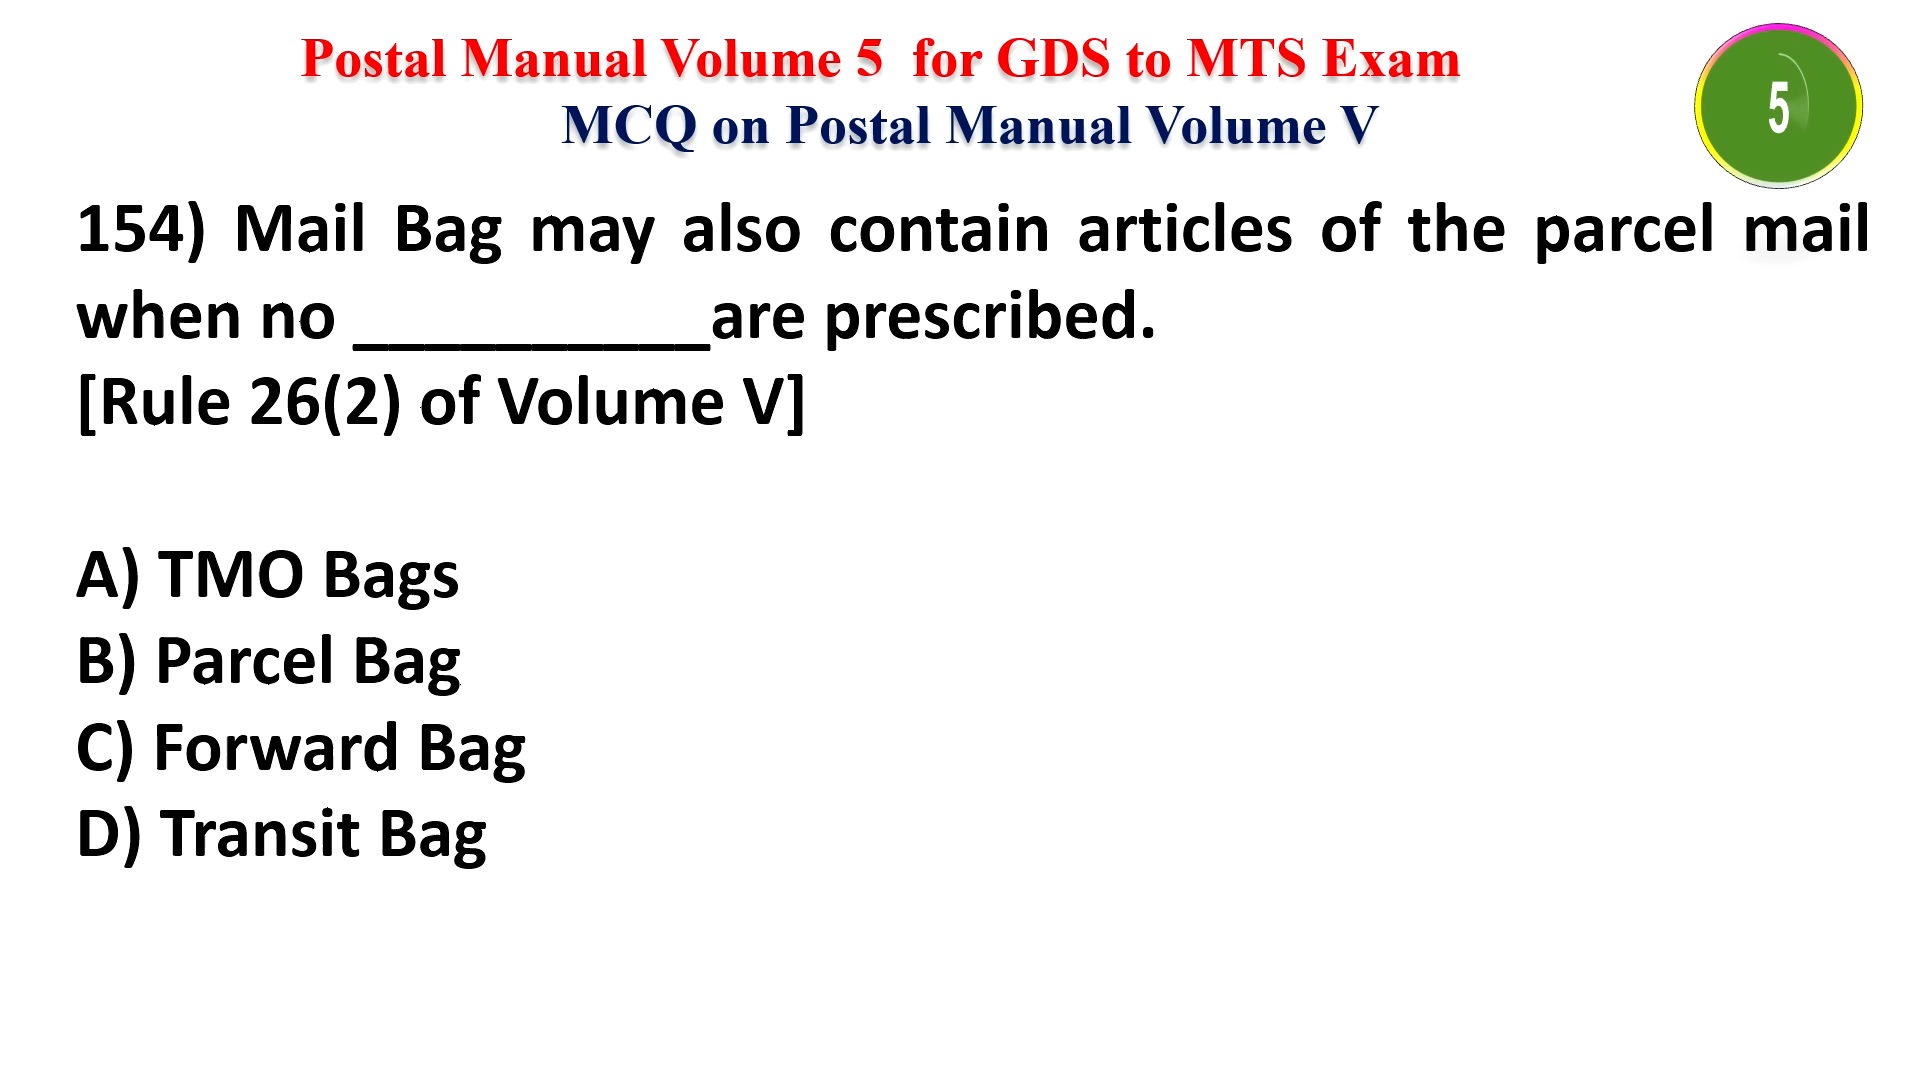 Postal Manual Volume 5 for GDS to MTS Exam
MCQ on Postal Manual Volume V
5
154) Mail Bag may also contain articles of the parcel mail
when no __________are prescribed.
[Rule 26(2) of Volume V]
A) TMO Bags
B) Parcel Bag
C) Forward Bag
D) Transit Bag